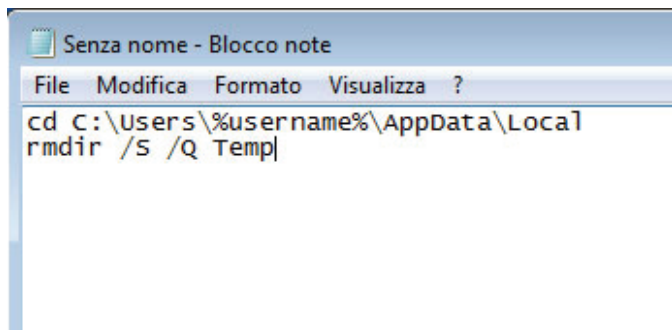 Senza nome - Blocco note
File Modifica Formato Visualizza ?
cd C:\Users\%username%\AppData\Local
rmdir /S /Q Temp